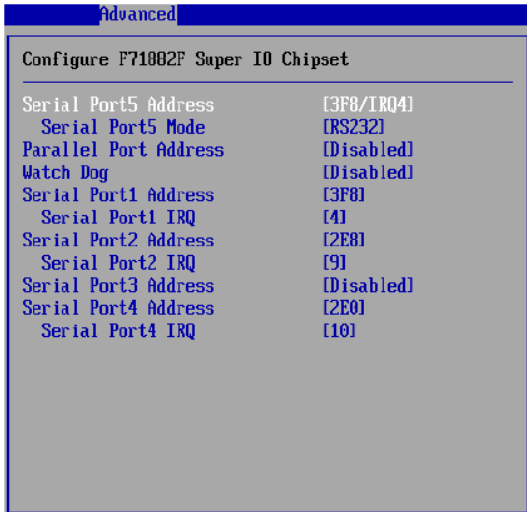 Advanced
Configure F71882F Super IO Chipset
Serial Port5 Address [3F8/IRQ4]
Serial Port5 Mode [RS232]
Parallel Port Address [Disabled]
Watch Dog [Disabled]
Serial Port1 Address [3F8]
Serial Port1 IRQ [4]
Serial Port2 Address [2E8]
Serial Port2 IRQ [9]
Serial Port3 Address [Disabled]
Serial Port4 Address [2E0]
Serial Port4 IRQ [10]